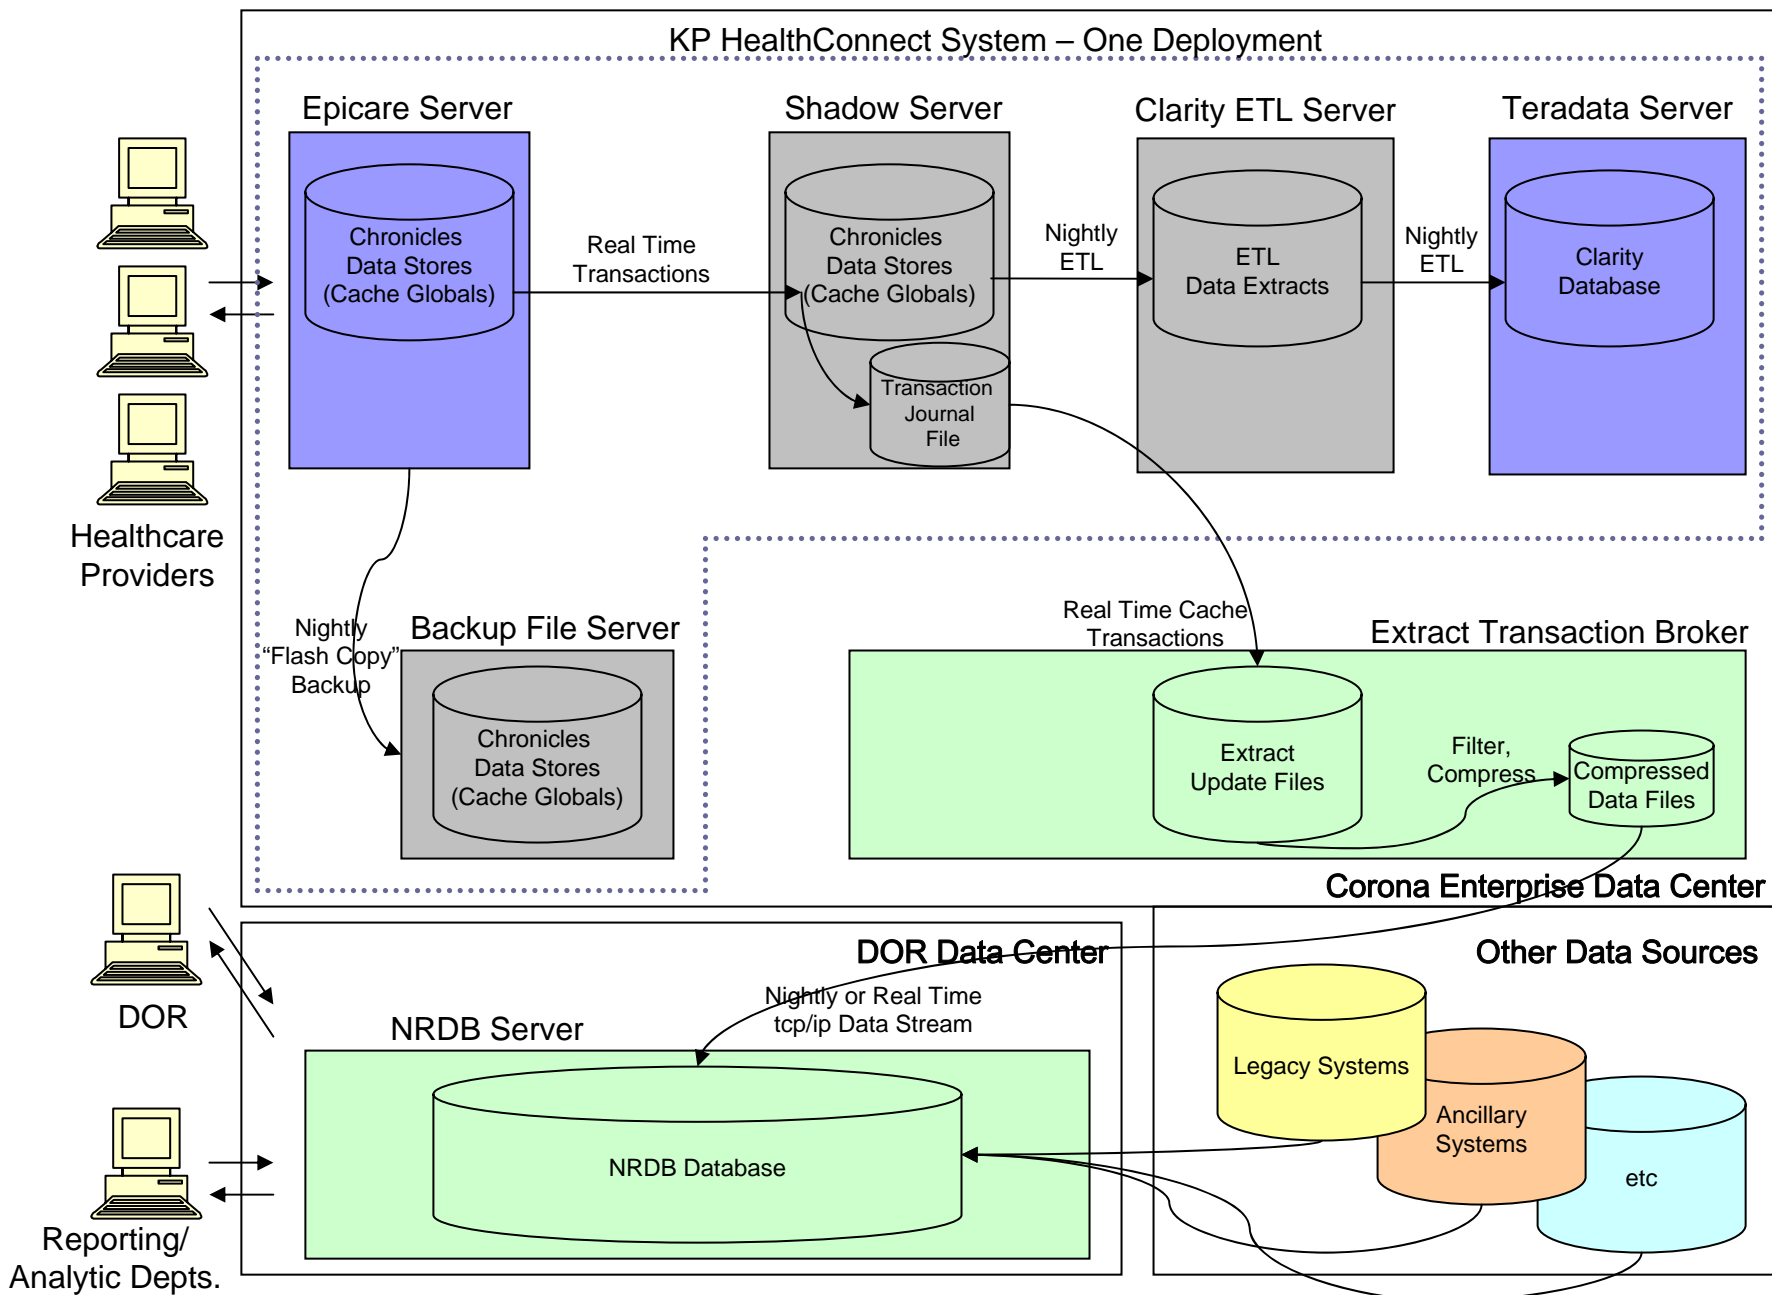 KP HealthConnect System – One Deployment
Epicare Server
Shadow Server
Clarity ETL Server
Teradata Server
Chronicles
Data Stores
(Cache Globals)
Real Time
Transactions
Chronicles
Data Stores
(Cache Globals)
Nightly
ETL
ETL
Data Extracts
Nightly
ETL
Clarity
Database
Transaction
Journal
File
Healthcare
Providers
Nightly
“Flash Copy”
Backup
Backup File Server
Chronicles
Data Stores
(Cache Globals)
Real Time Cache
Transactions
Extract Transaction Broker
Extract
Update Files
Filter,
Compress
Compressed
Data Files
Corona Enterprise Data Center
DOR
DOR Data Center
Other Data Sources
Nightly or Real Time
tcp/ip Data Stream
NRDB Server
NRDB Database
Legacy Systems
Ancillary
Systems
etc
Reporting/
Analytic Depts.